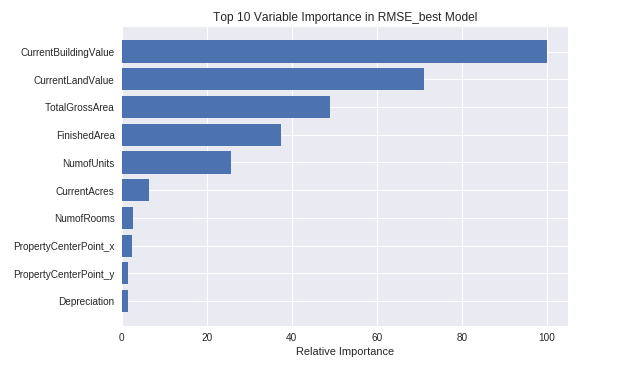 Top 10 Variable Importance in RMSE_best Model
CurrentBuildingValue
CurrentLandValue
TotalGrossArea
FinishedArea
NumofUnits
CurrentAcres
NumofRooms
PropertyCenterPoint_x
PropertyCenterPoint_y
Depreciation
0 20 40 60 80 100
Relative Importance